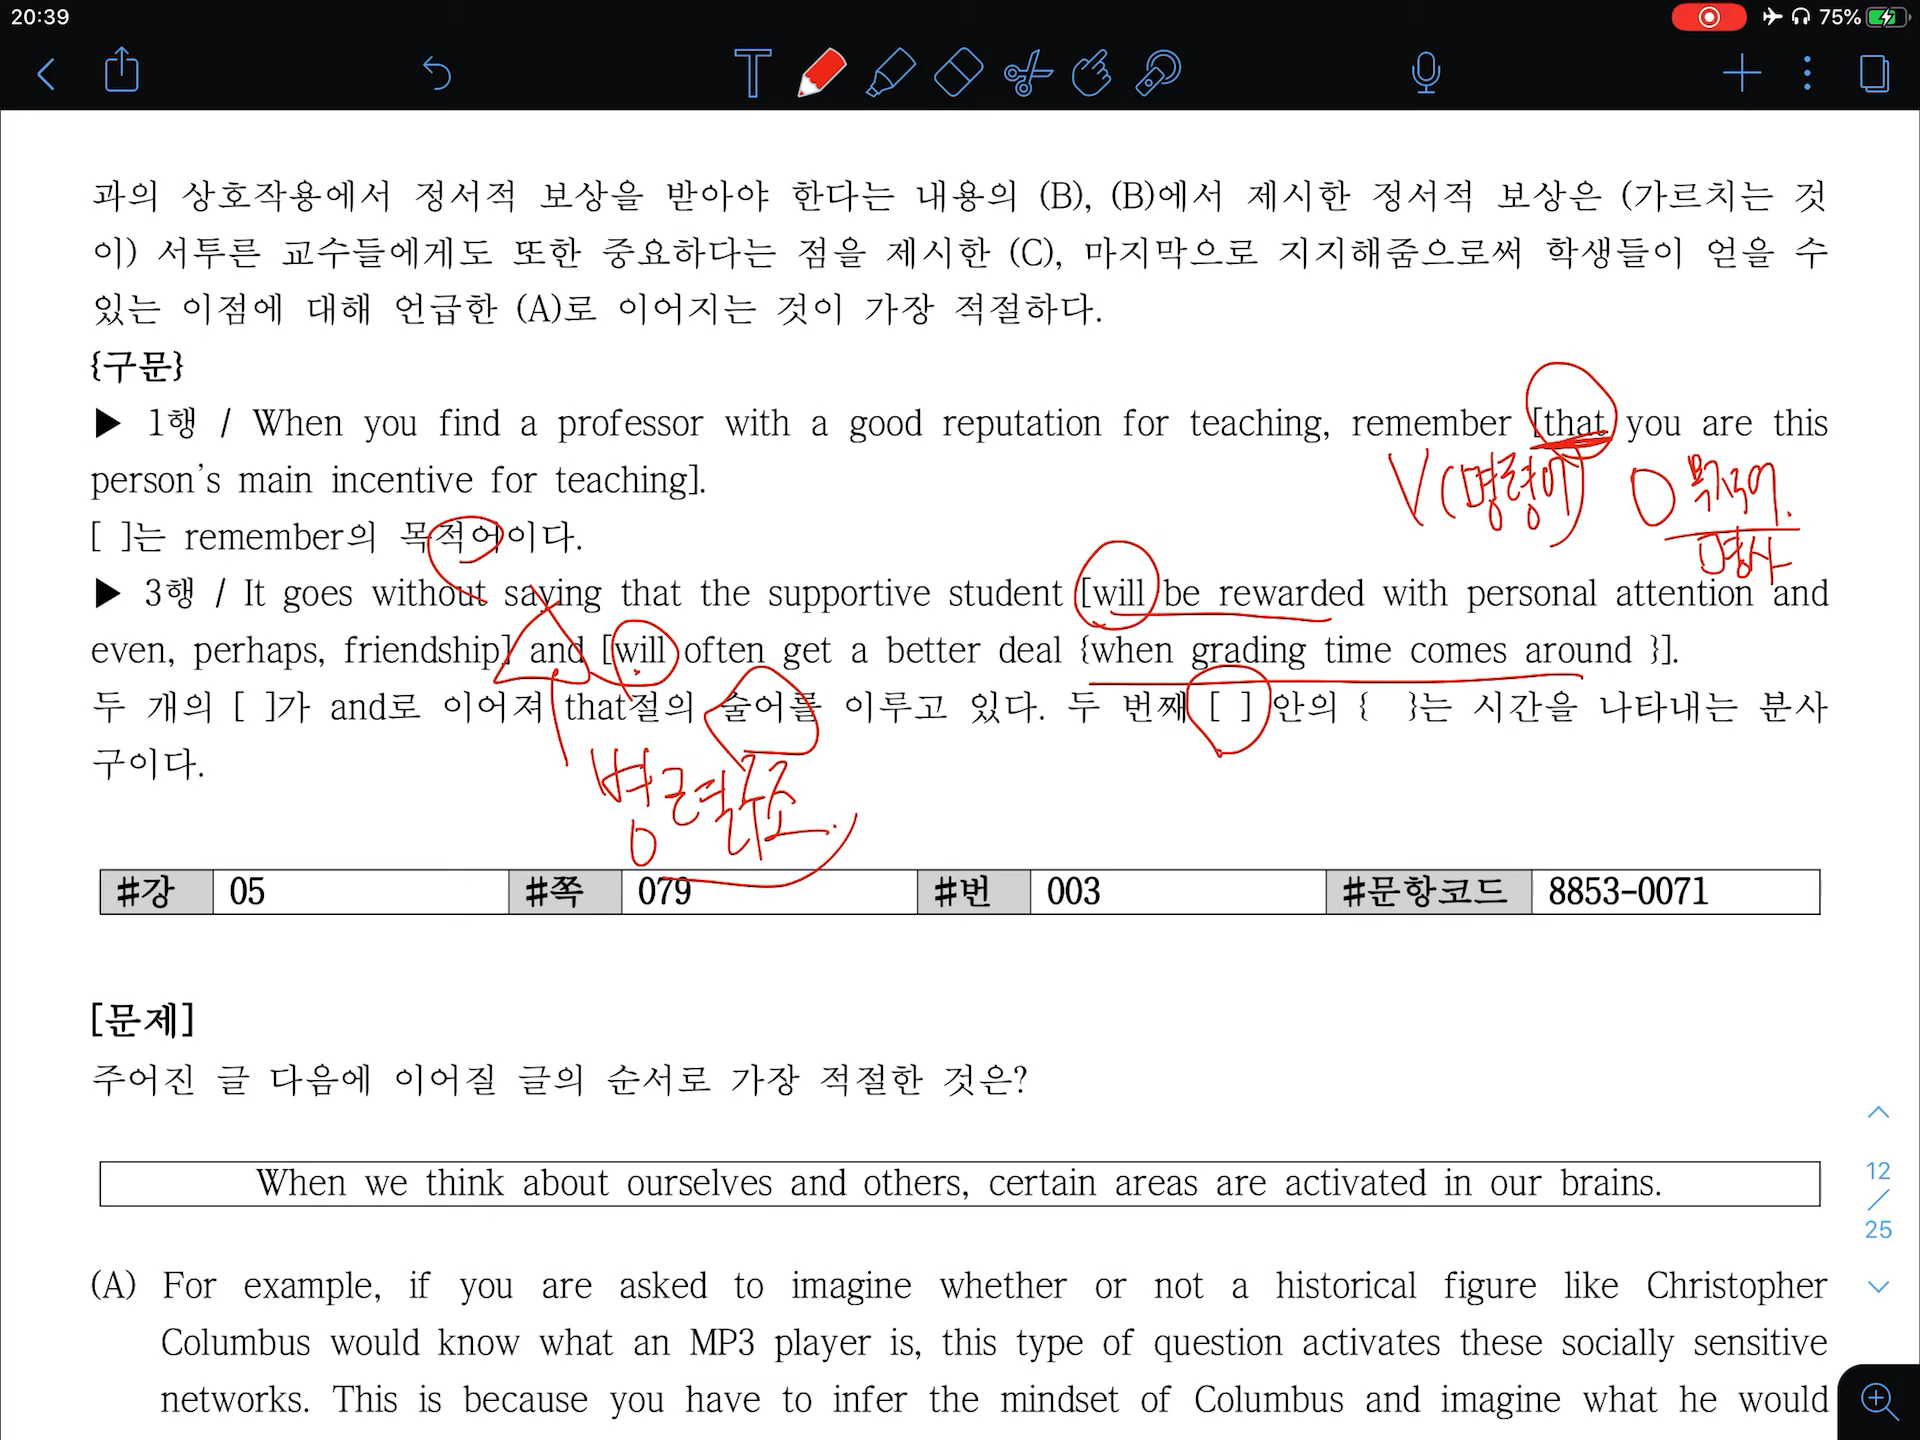 20:39
75%
과의 상호작용에서 정서적 보상을 받아야 한다는 내용의 (B), (B)에서 제시한 정서적 보상은 (가르치는 것
이) 서투른 교수들에게도 또한 중요하다는 점을 제시한 (C), 마지막으로 지지해줌으로써 학생들이 얻을 수
있는 이점에 대해 언급한 (A)로 이어지는 것이 가장 적절하다.
{구문}
▶ 1행 / When you find a professor with a good reputation for teaching, remember [that you are this
person's main incentive for teaching].
V (명령어) O 목적어.
명사
[ ]는 remember의 목적어이다.
▶ 3행 / It goes without saying that the supportive student [will be rewarded with personal attention and
even, perhaps, friendship] and [will often get a better deal {when grading time comes around }].
두 개의 [ ]가 and로 이어져 that절의 술어를 이루고 있다. 두 번째 [ ] 안의 { }는 시간을 나타내는 분사
구이다.
병렬구조.
#강 05 #쪽 079 #번 003 #문항코드 8853-0071
[문제]
주어진 글 다음에 이어질 글의 순서로 가장 적절한 것은?
When we think about ourselves and others, certain areas are activated in our brains.
12
/
25
(A) For example, if you are asked to imagine whether or not a historical figure like Christopher
Columbus would know what an MP3 player is, this type of question activates these socially sensitive
networks. This is because you have to infer the mindset of Columbus and imagine what he would